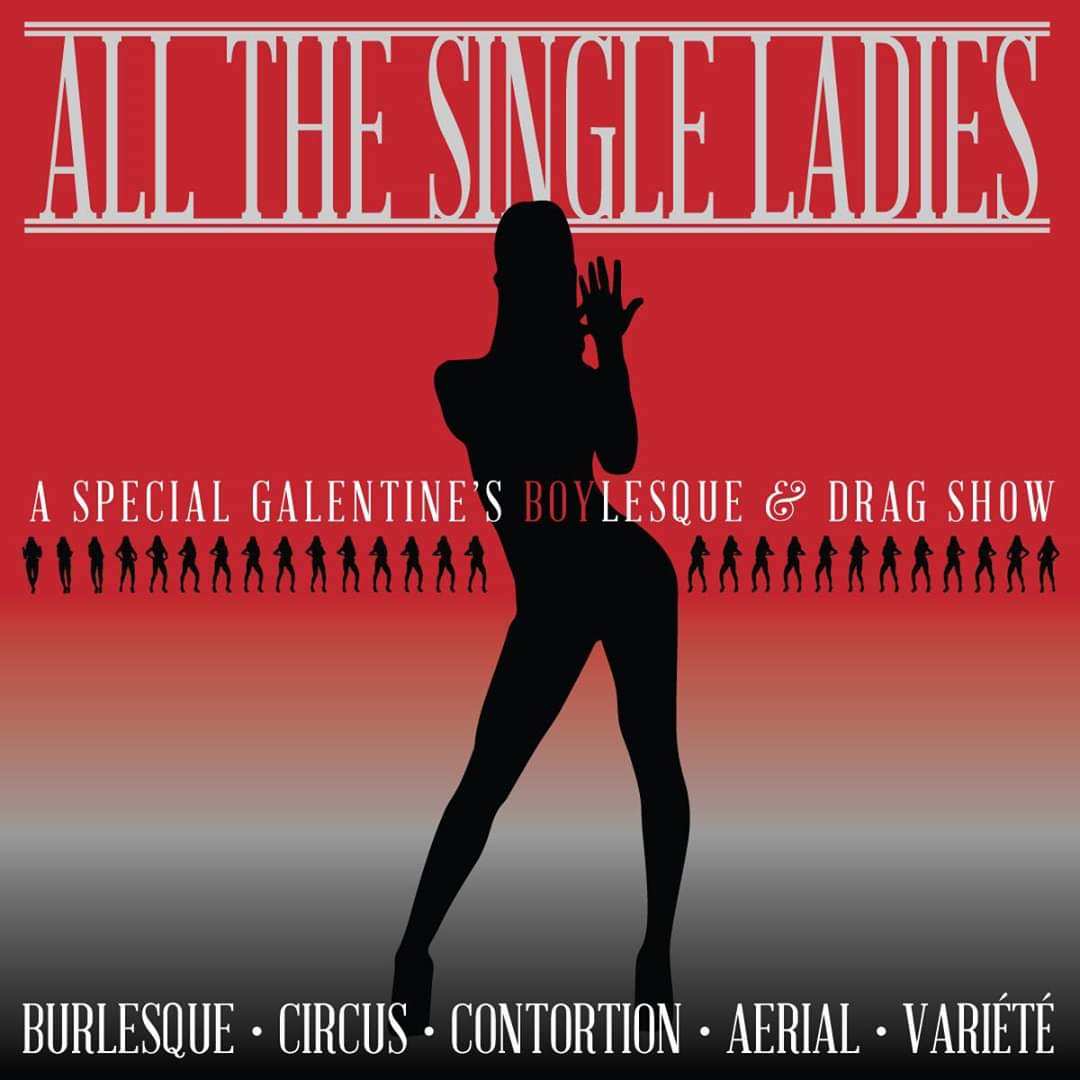 ALL THE SINGLE LADIES
A SPECIAL GALENTINE'S BOYLESQUE & DRAG SHOW
BURLESQUE • CIRCUS • CONTORTION • AERIAL • VARIÉTÉ